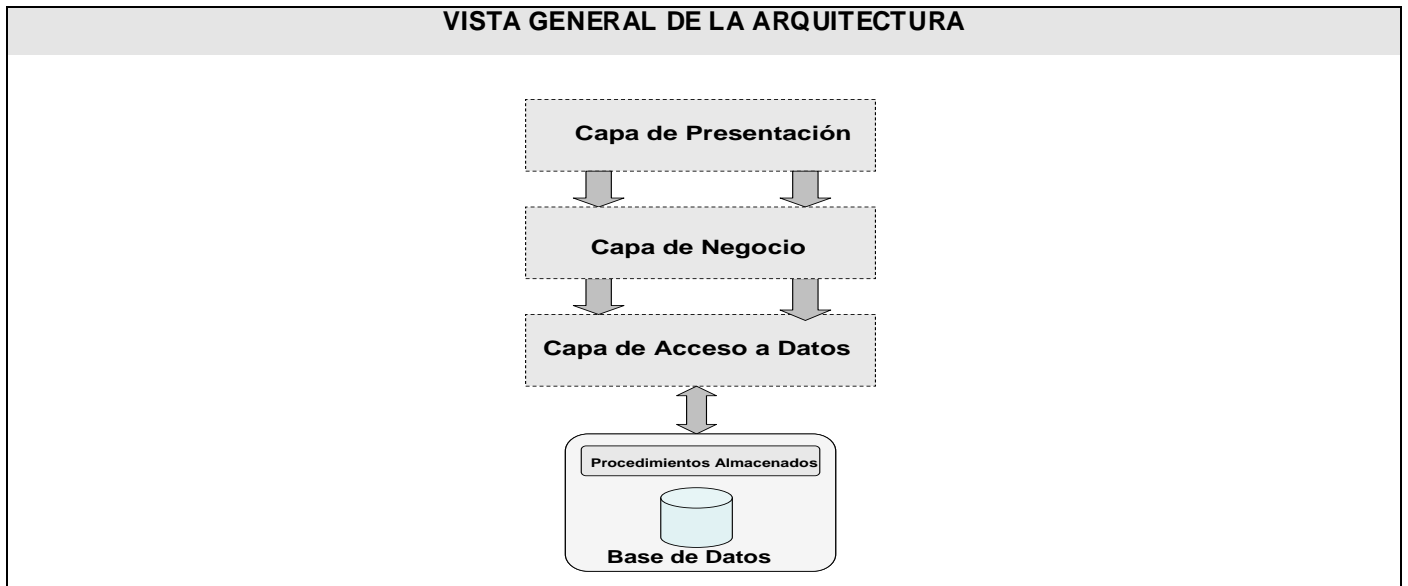 VISTA GENERAL DE LA ARQUITECTURA
Capa de Presentación
Capa de Negocio
Capa de Acceso a Datos
Procedimientos Almacenados
Base de Datos